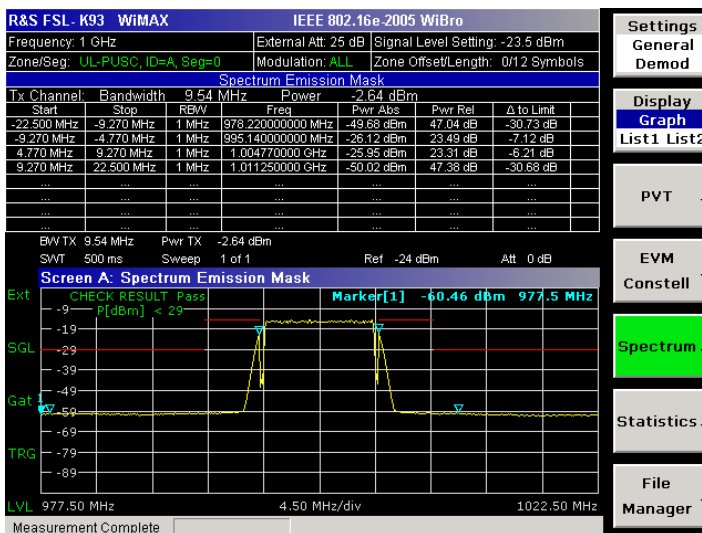 R&S FSL-K93 WiMAX IEEE 802.16e-2005 WiBro
Frequency: 1 GHz External Att: 25 dB Signal Level Setting: -23.5 dBm
Zone/Seg: UL-PUSC, ID=A, Seg=0 Modulation: ALL Zone Offset/Length: 0/12 Symbols
Spectrum Emission Mask
Tx Channel: Bandwidth 9.54 MHz Power -2.64 dBm
Start Stop RBW Freq Pwr Abs Pwr Rel Δ to Limit
-22.500 MHz -9.270 MHz 1 MHz 978.220000000 MHz -49.68 dBm 47.04 dB -30.73 dB
-9.270 MHz -4.770 MHz 1 MHz 995.140000000 MHz -26.12 dBm 23.49 dB -7.12 dB
4.770 MHz 9.270 MHz 1 MHz 1.004770000 GHz -25.95 dBm 23.31 dB -6.21 dB
9.270 MHz 22.500 MHz 1 MHz 1.011250000 GHz -50.02 dBm 47.38 dB -30.68 dB
... ... ... ... ... ... ...
... ... ... ... ... ... ...
... ... ... ... ... ... ...
... ... ... ... ... ... ...
BW TX 9.54 MHz Pwr TX -2.64 dBm
SWT 500 ms Sweep 1 of 1 Ref -24 dBm Att 0 dB
Screen A: Spectrum Emission Mask
Ext CHECK RESULT Pass Marker[1] -60.46 dBm 977.5 MHz
-9 P[dBm] < 29
-19
SGL -29
-39
-49
Gat 1
-59
-69
TRG -79
-89
LVL 977.50 MHz 4.50 MHz/div 1022.50 MHz
Measurement Complete
Settings
General
Demod
Display
Graph
List1 List2
PVT
EVM
Constell
Spectrum
Statistics
File
Manager